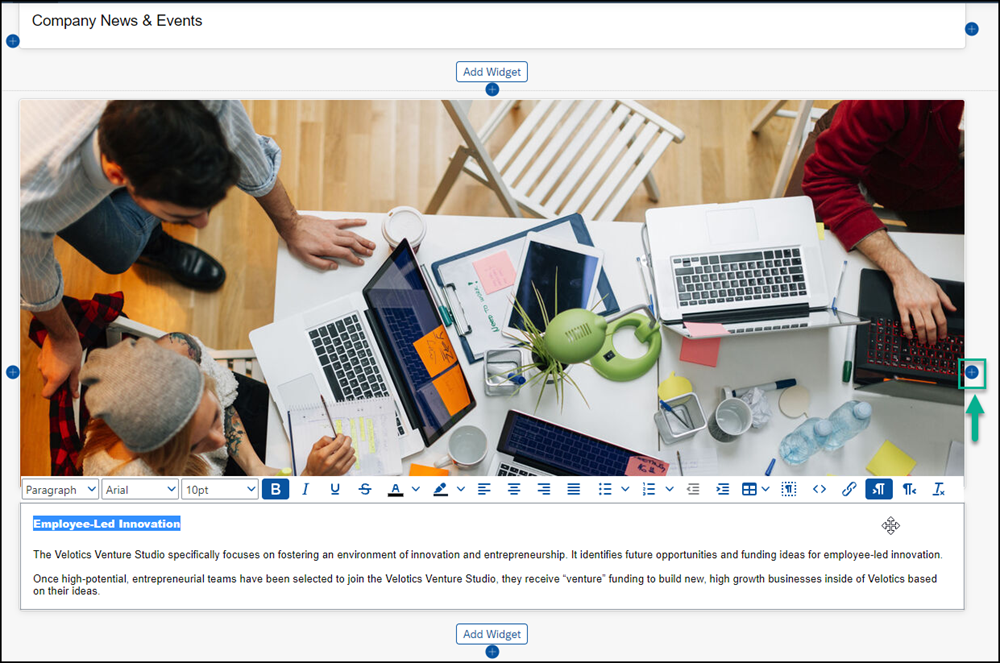 Company News & Events
Add Widget
Paragraph Arial 10pt B I U S A
Employee-Led Innovation
The Velotics Venture Studio specifically focuses on fostering an environment of innovation and entrepreneurship. It identifies future opportunities and funding ideas for employee-led innovation.
Once high-potential, entrepreneurial teams have been selected to join the Velotics Venture Studio, they receive “venture” funding to build new, high growth businesses inside of Velotics based
on their ideas.
Add Widget